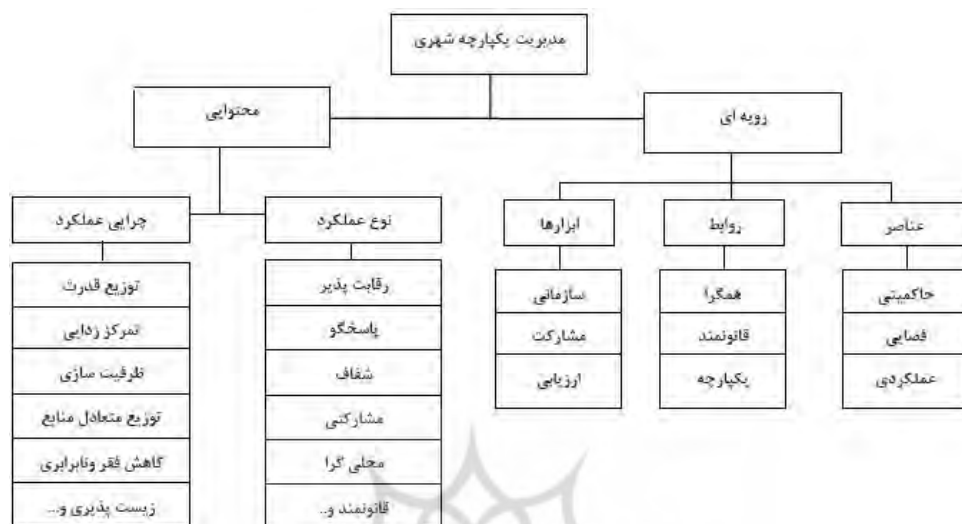 مدیریت یکپارچه شهری
رویه ای
محتوایی
عناصر
روابط
ابزارها
نوع عملکرد
چرایی عملکرد
حاکمیتی
فضایی
عملکردی
همگرا
قانونمند
یکپارچه
سازمانی
مشارکت
ارزیابی
رقابت پذیر
پاسخگو
شفاف
مشارکتی
محلی گرا
قانونمند و..
توزیع قدرت
تمرکز زدایی
ظرفیت سازی
توزیع متعادل منابع
کاهش فقر ونابرابری
زیست پذیری و...